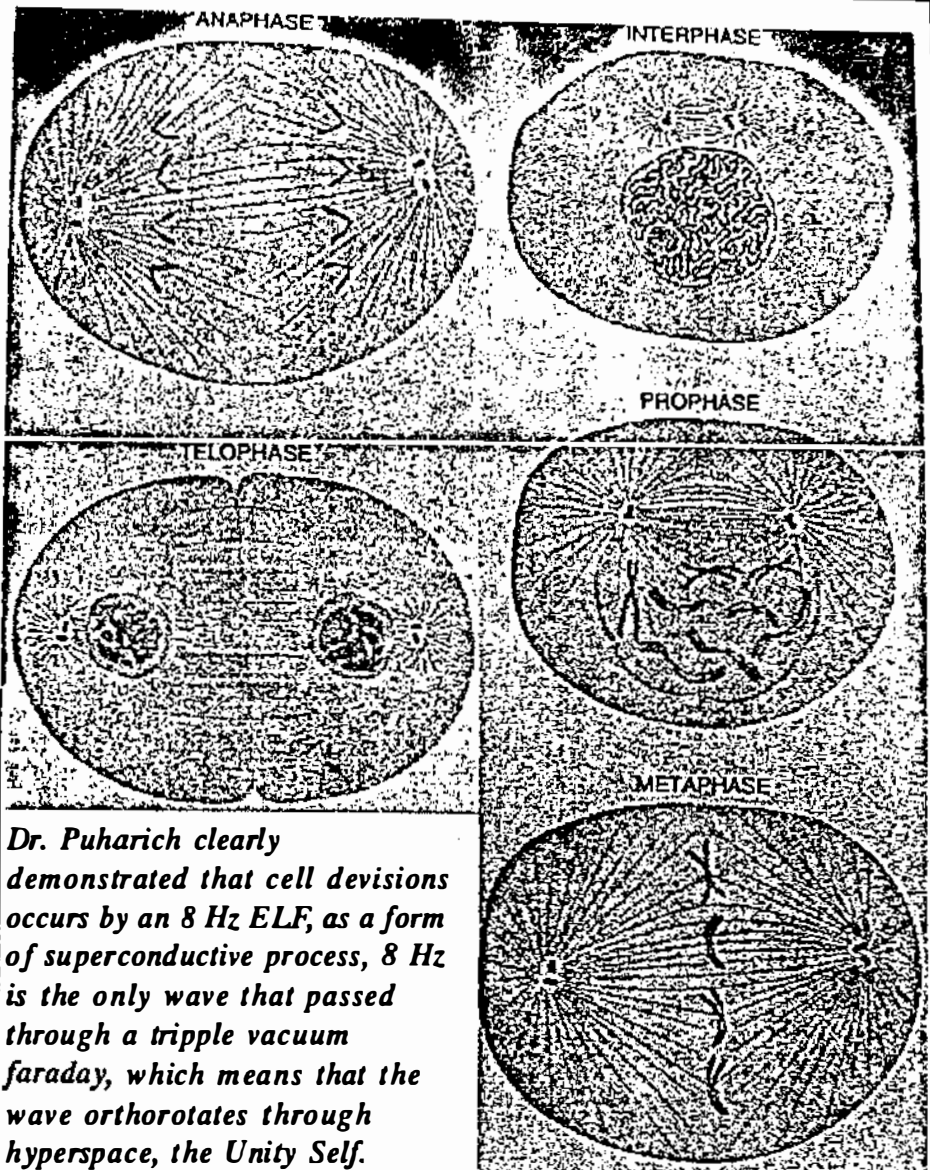 ANAPHASE
INTERPHASE
PROPHASE
TELOPHASE
METAPHASE
Dr. Puharich clearly
demonstrated that cell devisions
occurs by an 8 Hz ELF, as a form
of superconductive process, 8 Hz
is the only wave that passed
through a tripple vacuum
faraday, which means that the
wave orthorotates through
hyperspace, the Unity Self.